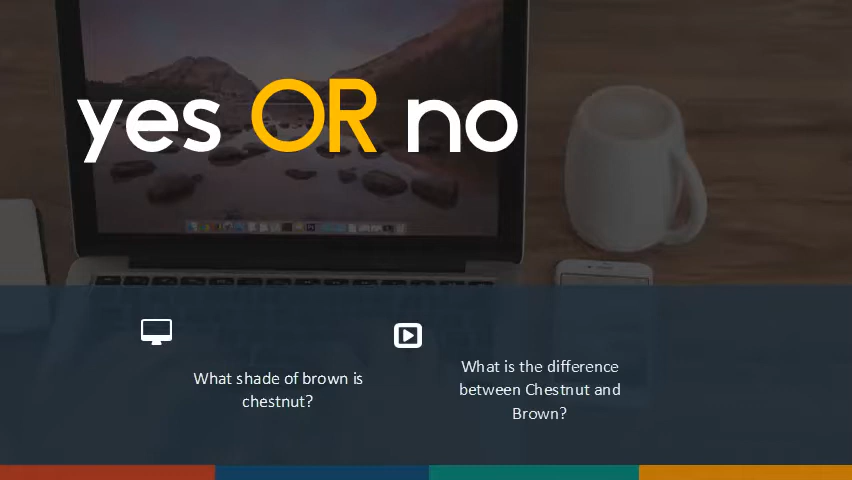 yes OR no
What shade of brown is
chestnut?
What is the difference
between Chestnut and
Brown?